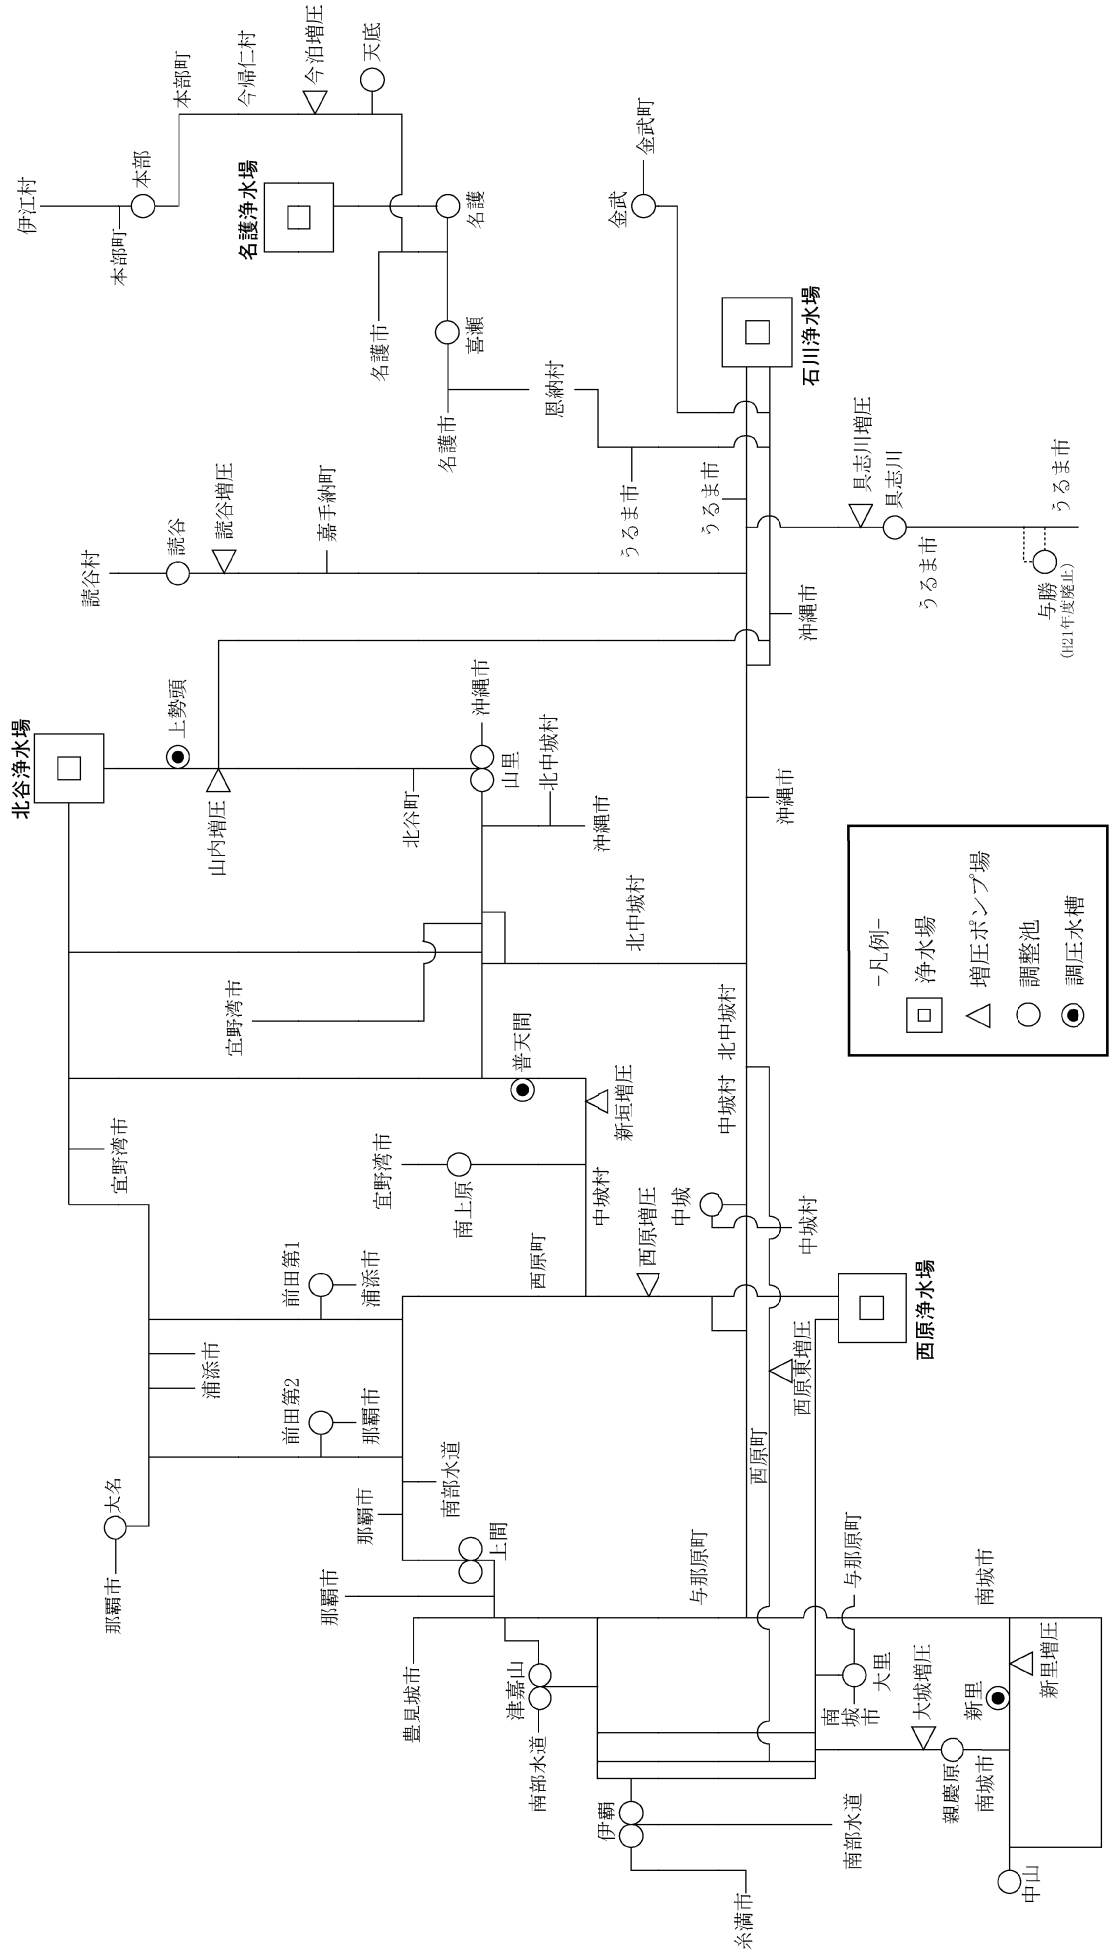 伊江村
本部町
本部
本部町
今帰仁村
今泊増圧
天底
名護浄水場
名護
名護市
喜瀬
名護市
恩納村
金武
金武町
石川浄水場
うるま市
うるま市
具志川増圧
具志川
うるま市
うるま市
与勝
(H21年度廃止)
読谷村
読谷
読谷増圧
嘉手納町
沖縄市
北谷浄水場
上勢頭
山内増圧
北谷町
沖縄市
山里
北中城村
沖縄市
沖縄市
北中城村
宜野湾市
北中城村
中城村
普天間
新垣増圧
宜野湾市
宜野湾市
南上原
中城村
中城
中城村
西原町
西原増圧
西原浄水場
西原東増圧
西原町
前田第1
浦添市
浦添市
前田第2
那覇市
大名
那覇市
那覇市
南部水道
上間
那覇市
豊見城市
津嘉山
南部水道
与那原町
与那原町
大里
南城市
南城市
大城増圧
新里
新里増圧
親慶原
南城市
伊覇
南部水道
糸満市
中山
-凡例-
浄水場
増圧ポンプ場
調整池
調圧水槽